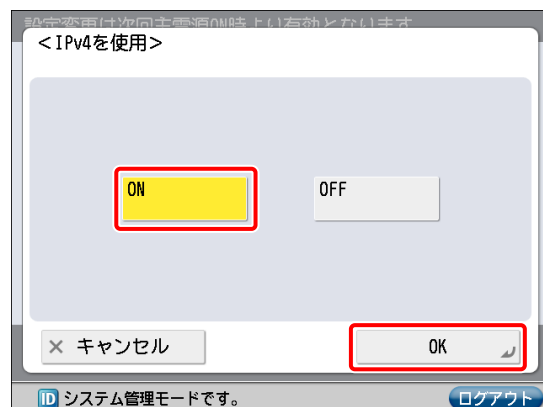 設定変更は次回主電源ON時より有効となります
<IPv4を使用>
ON
OFF
× キャンセル
OK
ID システム管理モードです。
ログアウト